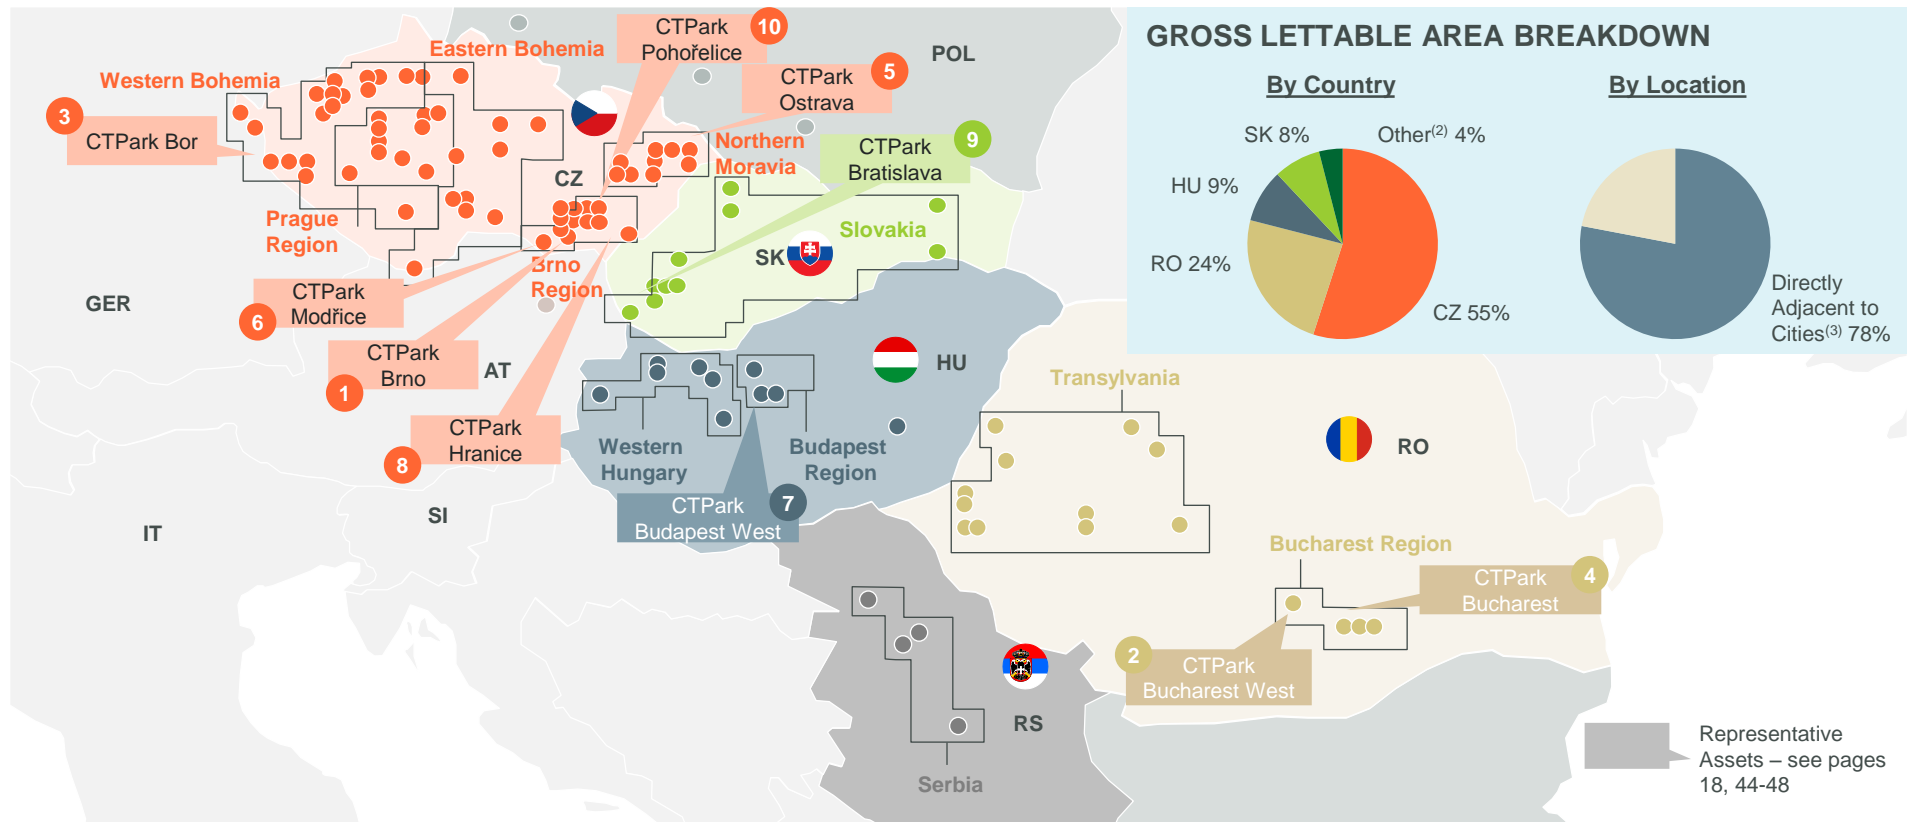 GROSS LETTABLE AREA BREAKDOWN
By Country
By Location
SK 8%
Other(2) 4%
HU 9%
RO 24%
CZ 55%
Directly
Adjacent to
Cities(3) 78%
Western Bohemia
Eastern Bohemia
CTPark
Pohořelice
10
POL
CTPark
Ostrava
5
3
CTPark Bor
Northern
Moravia
CTPark
Bratislava
9
CZ
Prague
Region
Slovakia
SK
Brno
Region
GER
CTPark
Modřice
6
CTPark
Brno
1
AT
HU
Transylvania
CTPark
Hranice
8
Western
Hungary
Budapest
Region
RO
CTPark
Budapest West
7
SI
IT
Bucharest Region
CTPark
Bucharest
4
2
CTPark
Bucharest West
RS
Serbia
Representative
Assets – see pages
18, 44-48